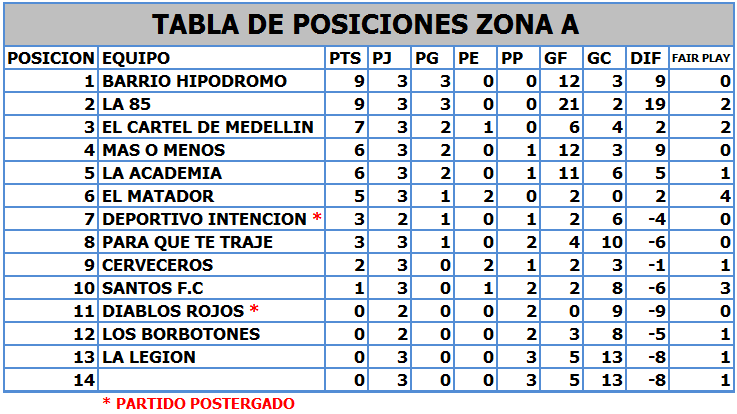 TABLA DE POSICIONES ZONA A
POSICION EQUIPO PTS PJ PG PE PP GF GC DIF FAIR PLAY
1 BARRIO HIPODROMO 9 3 3 0 0 12 3 9 0
2 LA 85 9 3 3 0 0 21 2 19 2
3 EL CARTEL DE MEDELLIN 7 3 2 1 0 6 4 2 2
4 MAS O MENOS 6 3 2 0 1 12 3 9 0
5 LA ACADEMIA 6 3 2 0 1 11 6 5 1
6 EL MATADOR 5 3 1 2 0 2 0 2 4
7 DEPORTIVO INTENCION * 3 2 1 0 1 2 6 -4 0
8 PARA QUE TE TRAJE 3 3 1 0 2 4 10 -6 0
9 CERVECEROS 2 3 0 2 1 2 3 -1 1
10 SANTOS F.C 1 3 0 1 2 2 8 -6 3
11 DIABLOS ROJOS * 0 2 0 0 2 0 9 -9 0
12 LOS BORBOTONES 0 2 0 0 2 3 8 -5 1
13 LA LEGION 0 3 0 0 3 5 13 -8 1
14 0 3 0 0 3 5 13 -8 1
* PARTIDO POSTERGADO